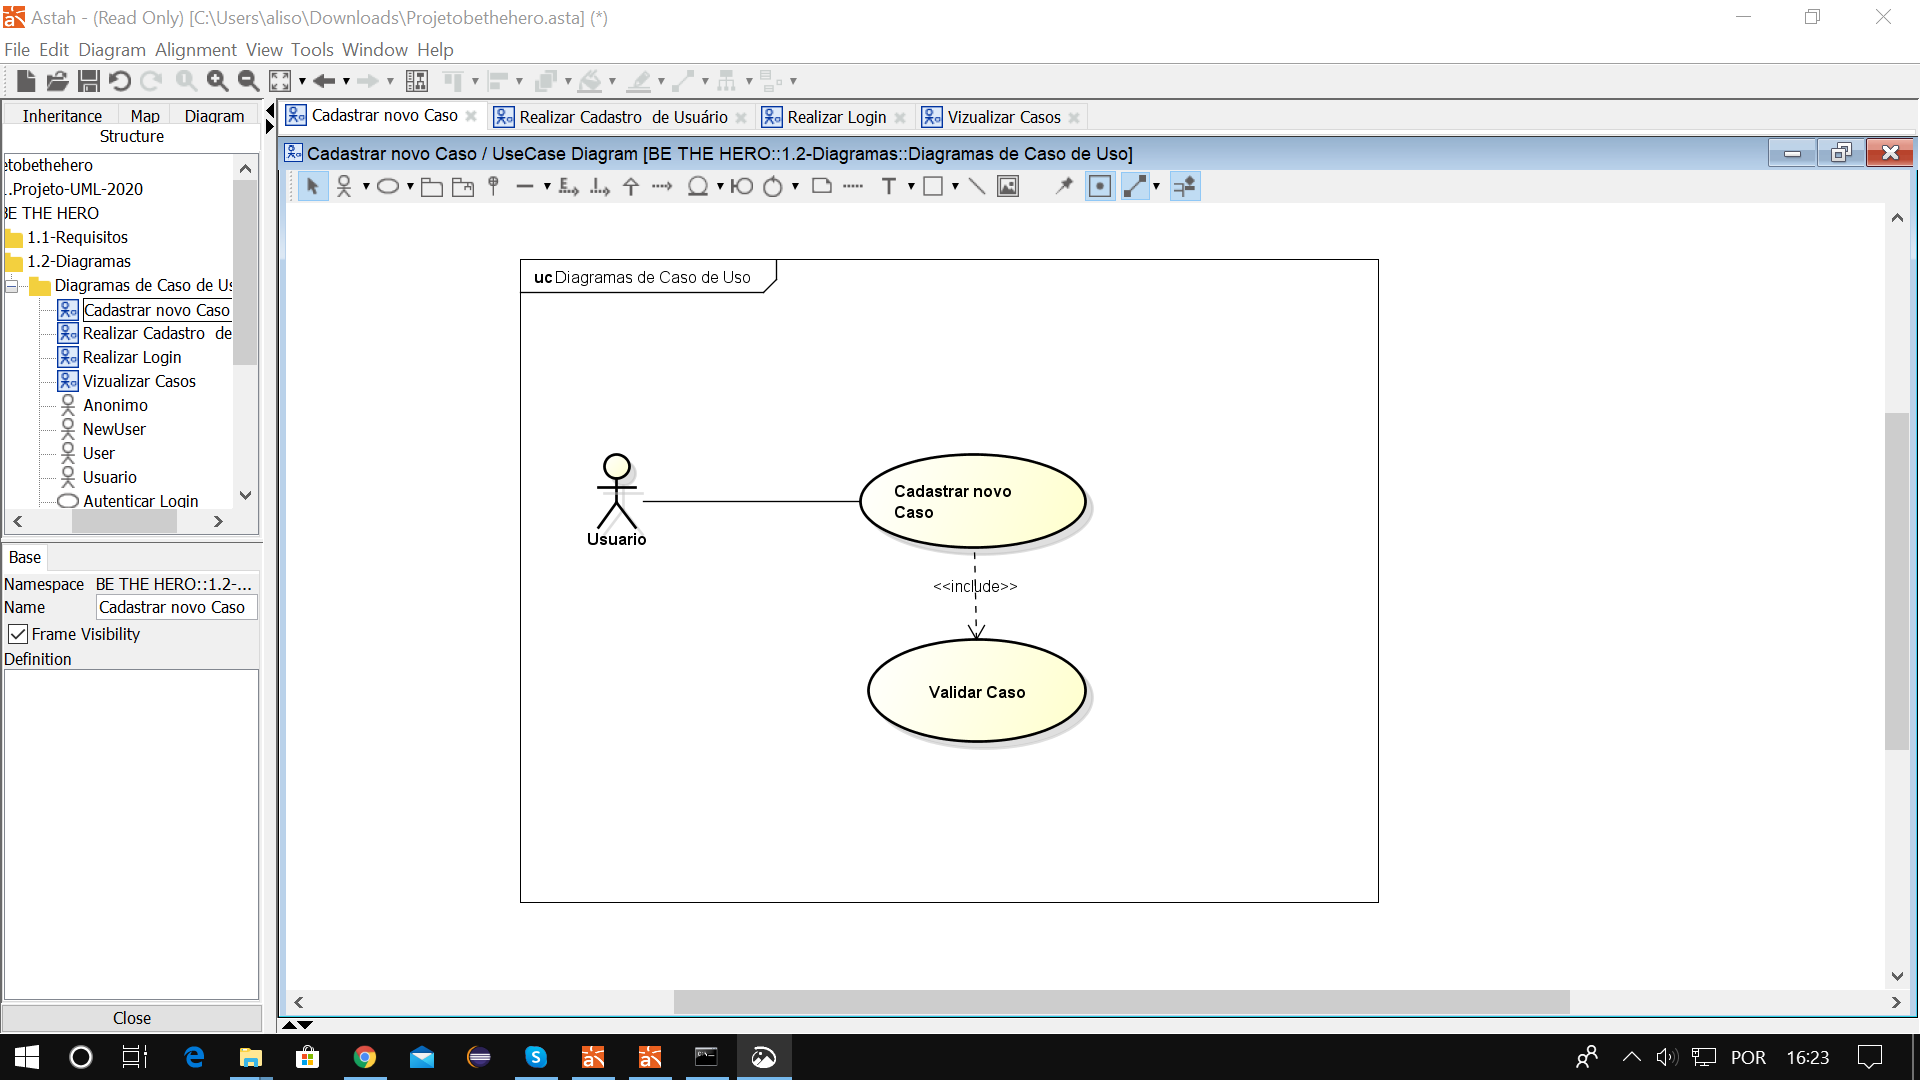 Astah - (Read Only) [C:\Users\aliso\Downloads\Projetobethehero.asta] (*)
File Edit Diagram Alignment View Tools Window Help
Inheritance Map Diagram
Structure
etobethehero
.Projeto-UML-2020
BE THE HERO
1.1-Requisitos
1.2-Diagramas
Diagramas de Caso de Us
Cadastrar novo Caso
Realizar Cadastro de
Realizar Login
Vizualizar Casos
Anonimo
NewUser
User
Usuario
Autenticar Login
Base
Namespace BE THE HERO::1.2-...
Name Cadastrar novo Caso
Frame Visibility
Definition
Close
Cadastrar novo Caso Realizar Cadastro de Usuário Realizar Login Vizualizar Casos
Cadastrar novo Caso / UseCase Diagram [BE THE HERO::1.2-Diagramas::Diagramas de Caso de Uso]
uc Diagramas de Caso de Uso
Usuario
Cadastrar novo
Caso
<<include>>
Validar Caso
POR 16:23